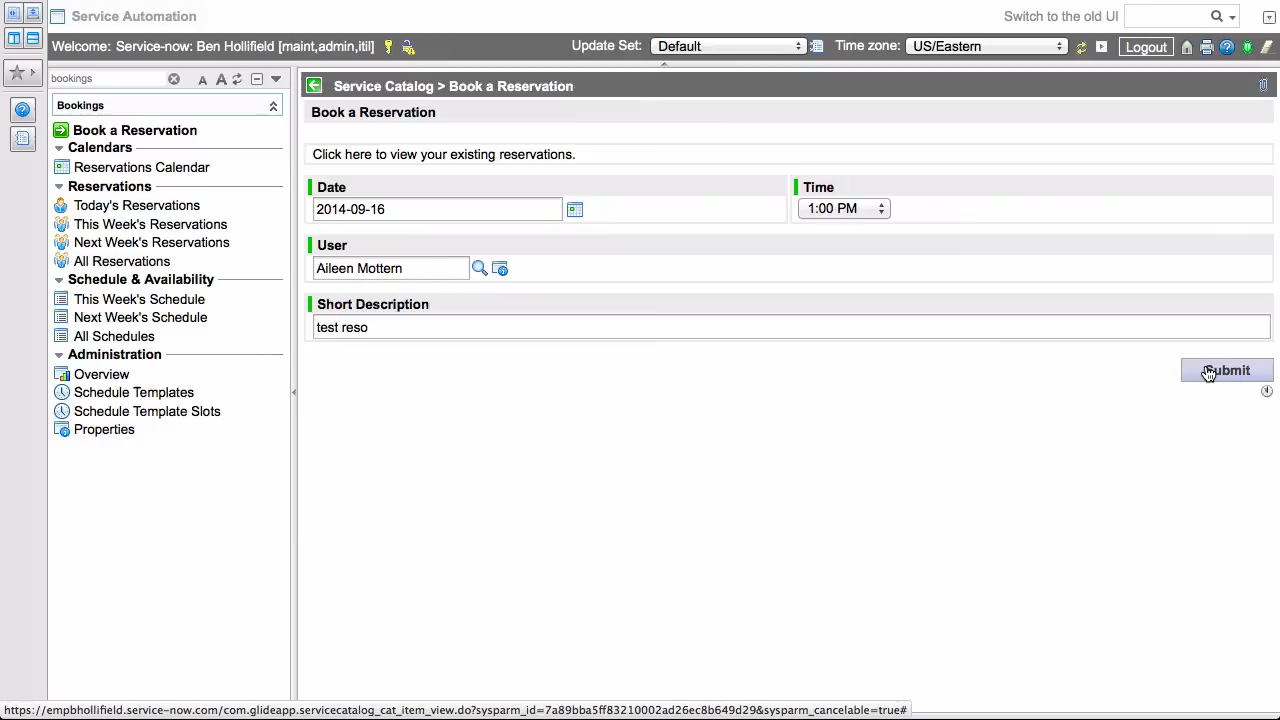 Service Automation
Switch to the old UI
Welcome: Service-now: Ben Hollifield [maint,admin,itil]
Update Set:
Default
Time zone:
US/Eastern
Logout
bookings
A A
Bookings
Book a Reservation
Calendars
Reservations Calendar
Reservations
Today's Reservations
This Week's Reservations
Next Week's Reservations
All Reservations
Schedule & Availability
This Week's Schedule
Next Week's Schedule
All Schedules
Administration
Overview
Schedule Templates
Schedule Template Slots
Properties
Service Catalog > Book a Reservation
Book a Reservation
Click here to view your existing reservations.
Date
2014-09-16
Time
1:00 PM
User
Aileen Mottern
Short Description
test reso
Submit
https://empbhollifield.service-now.com/com.glideapp.servicecatalog_cat_item_view.do?sysparm_id=7a89bba5ff83210002ad26ec8b649d29&sysparm_cancelable=true#